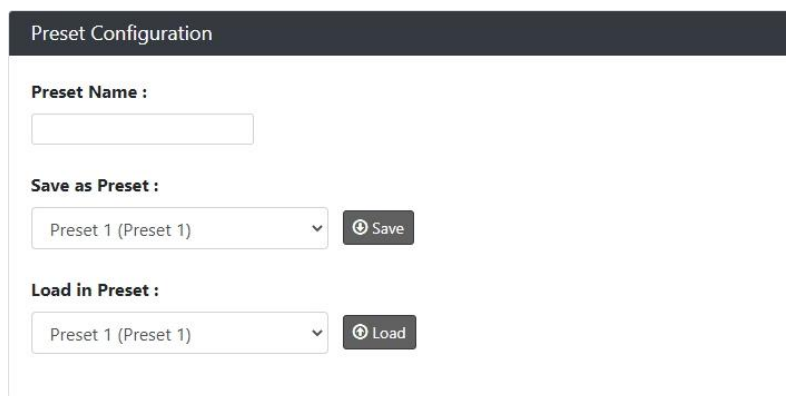 Preset Configuration
Preset Name :
Save as Preset :
Preset 1 (Preset 1)
Save
Load in Preset :
Preset 1 (Preset 1)
Load